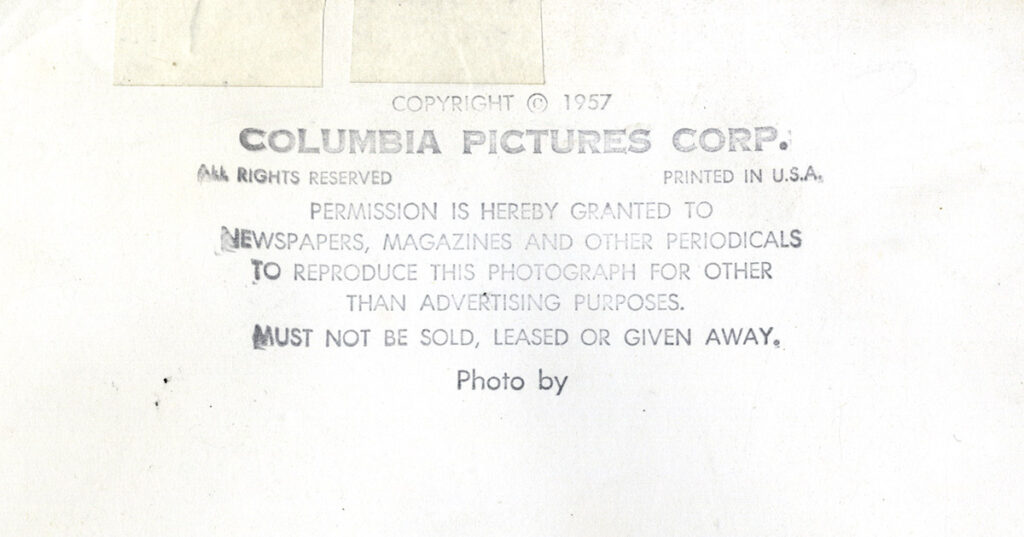 COPYRIGHT © 1957
COLUMBIA PICTURES CORP.
ALL RIGHTS RESERVED PRINTED IN U.S.A.
PERMISSION IS HEREBY GRANTED TO
NEWSPAPERS, MAGAZINES AND OTHER PERIODICALS
TO REPRODUCE THIS PHOTOGRAPH FOR OTHER
THAN ADVERTISING PURPOSES.
MUST NOT BE SOLD, LEASED OR GIVEN AWAY.
Photo by